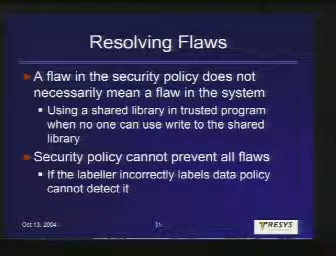 Resolving Flaws
A flaw in the security policy does not
necessarily mean a flaw in the system
Using a shared library in trusted program
when no one can use write to the shared
library
Security policy cannot prevent all flaws
If the labeller incorrectly labels data policy
cannot detect it
Oct 13, 2004
31
TRESYS